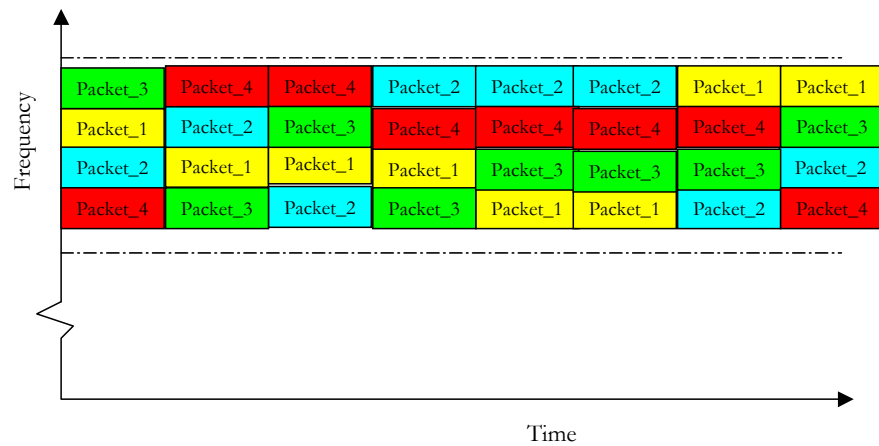 Frequency
Packet_3 Packet_4 Packet_4 Packet_2 Packet_2 Packet_2 Packet_1 Packet_1
Packet_1 Packet_2 Packet_3 Packet_4 Packet_4 Packet_4 Packet_4 Packet_3
Packet_2 Packet_1 Packet_1 Packet_1 Packet_3 Packet_3 Packet_3 Packet_2
Packet_4 Packet_3 Packet_2 Packet_3 Packet_1 Packet_1 Packet_2 Packet_4
Time